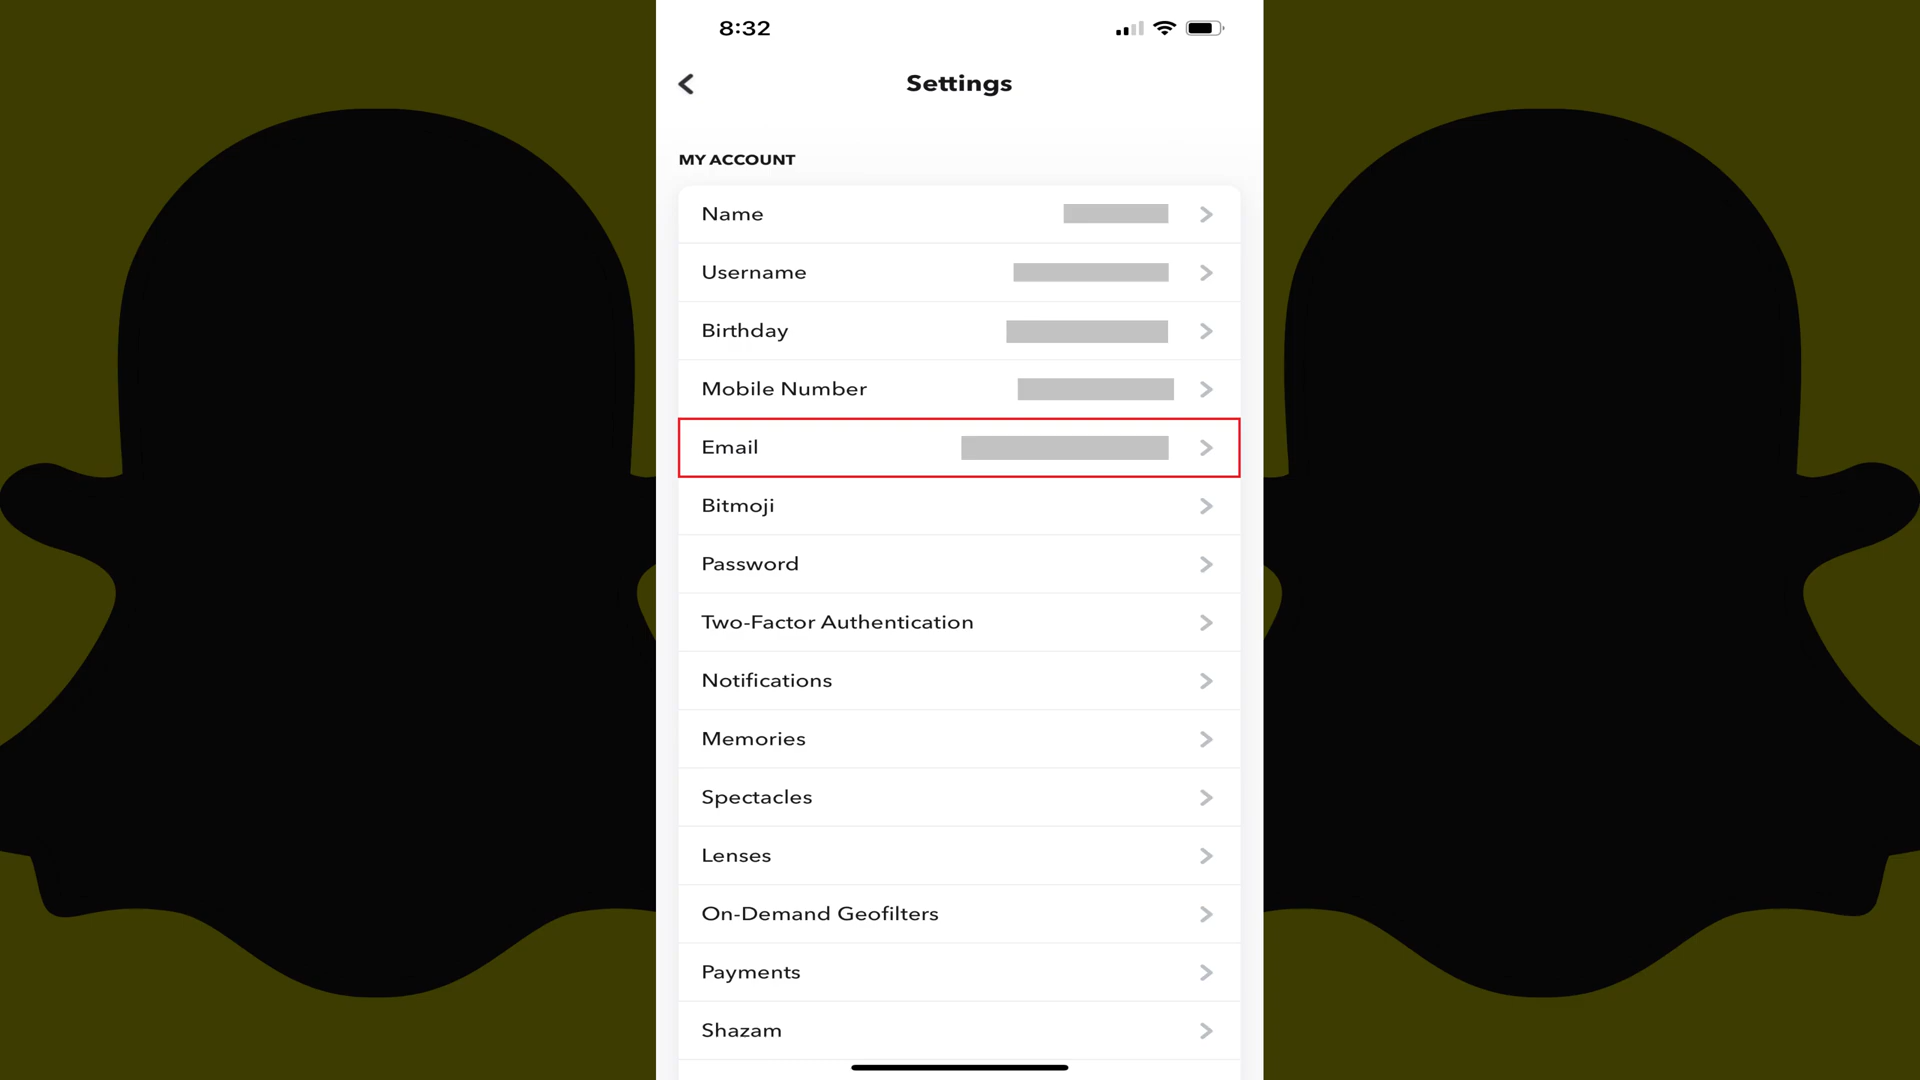 8:32
Settings
MY ACCOUNT
Name
Username
Birthday
Mobile Number
Email
Bitmoji
Password
Two-Factor Authentication
Notifications
Memories
Spectacles
Lenses
On-Demand Geofilters
Payments
Shazam